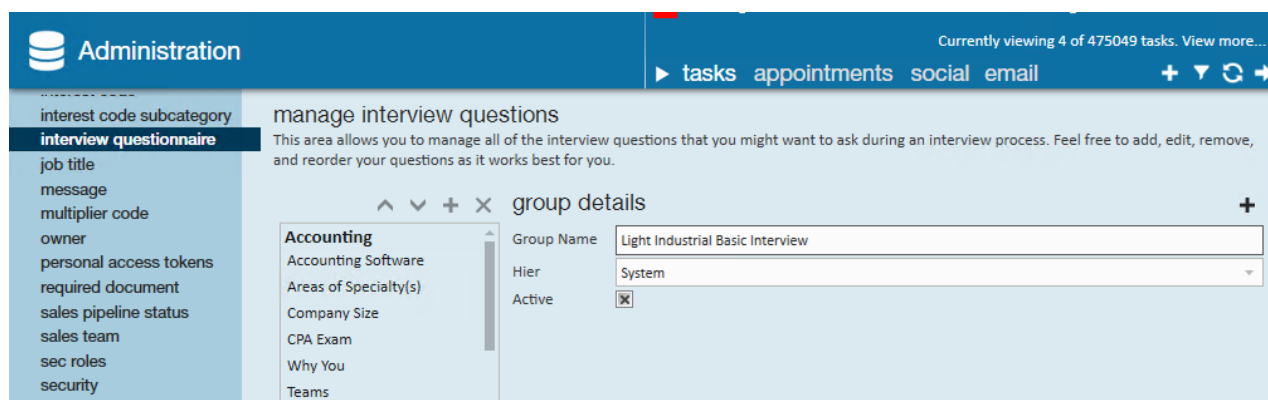 Administration
Currently viewing 4 of 475049 tasks. View more...
tasks appointments social email
interest code subcategory
interview questionnaire
job title
message
multiplier code
owner
personal access tokens
required document
sales pipeline status
sales team
sec roles
security
manage interview questions
This area allows you to manage all of the interview questions that you might want to ask during an interview process. Feel free to add, edit, remove,
and reorder your questions as it works best for you.
Accounting
Accounting Software
Areas of Specialty(s)
Company Size
CPA Exam
Why You
Teams
group details
Group Name Light Industrial Basic Interview
Hier System
Active